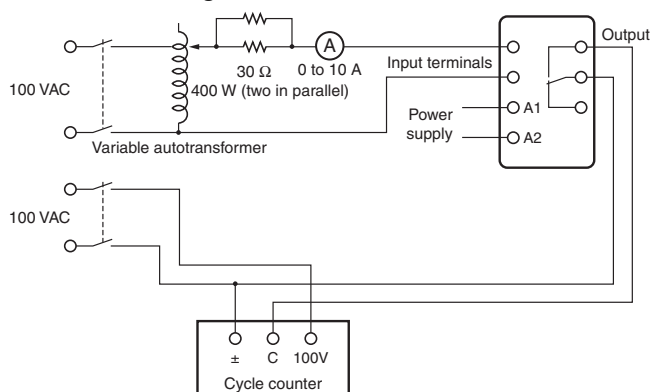 Output
A
Input terminals
30 Ω
0 to 10 A
100 VAC
400 W (two in parallel)
Power
supply
A1
A2
Variable autotransformer
100 VAC
± C 100V
Cycle counter